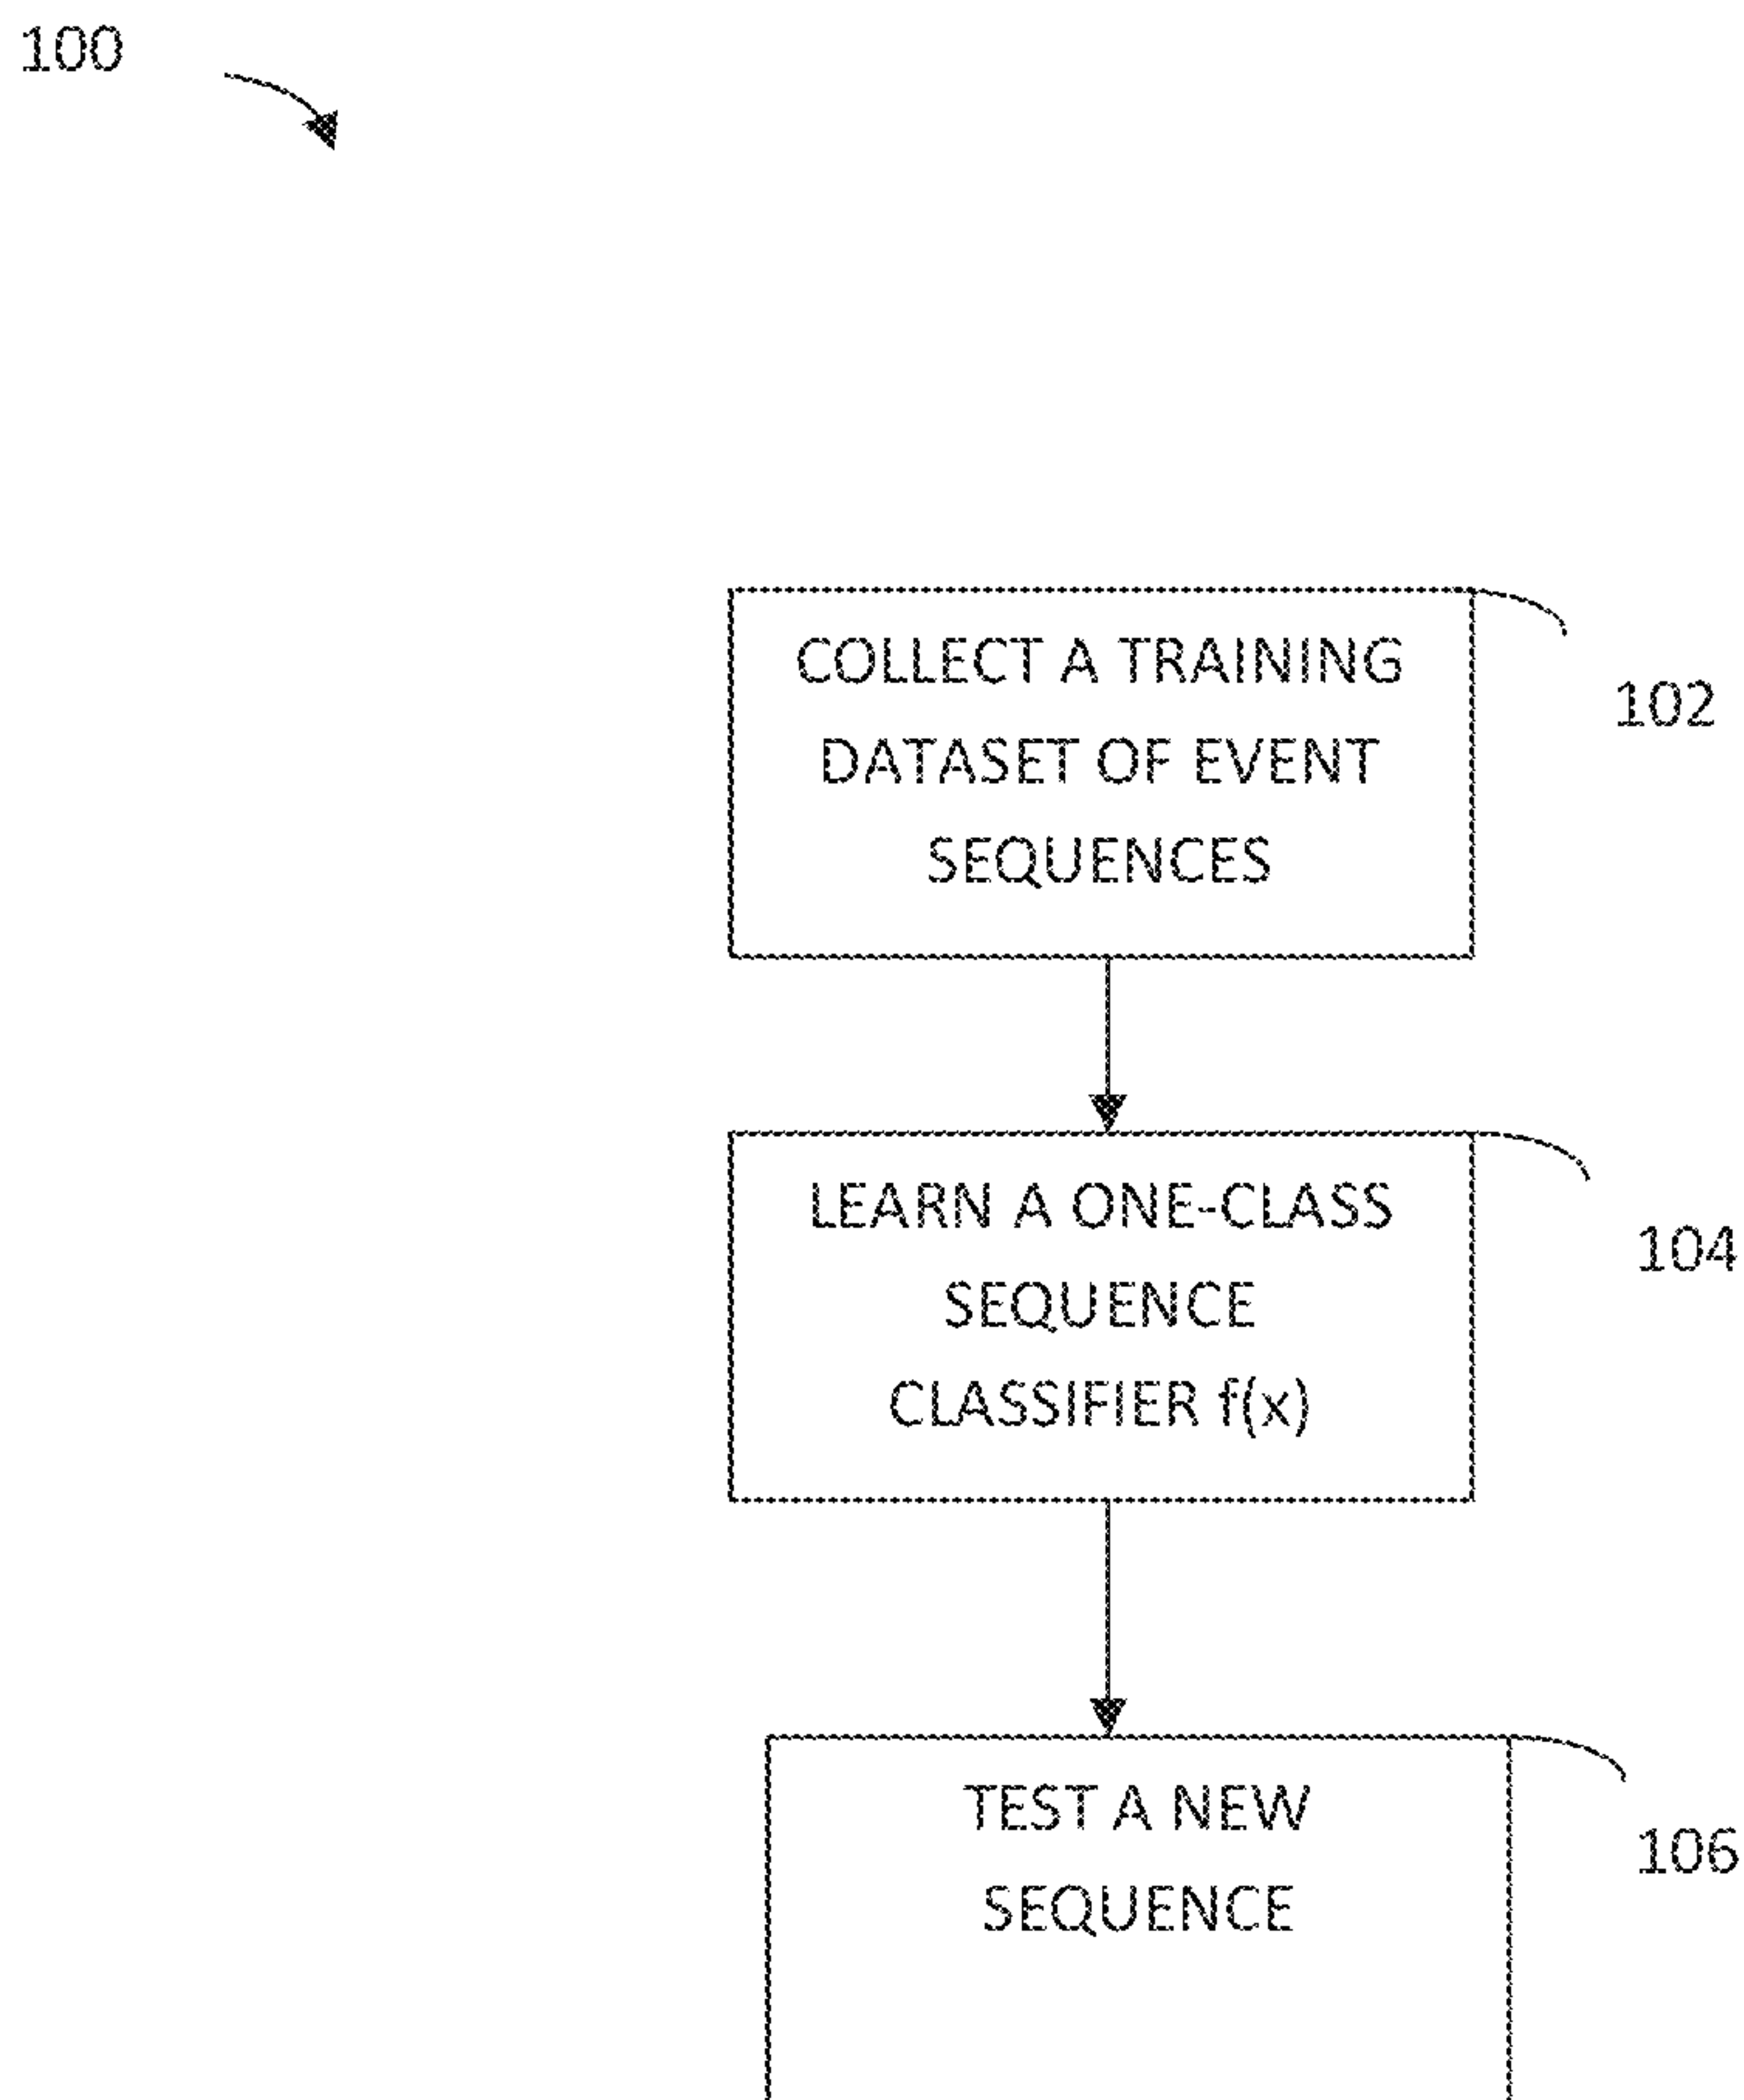 100
COLLECT A TRAINING
DATASET OF EVENT
SEQUENCES
102
LEARN A ONE-CLASS
SEQUENCE
CLASSIFIER f(x)
104
TEST A NEW
SEQUENCE
106